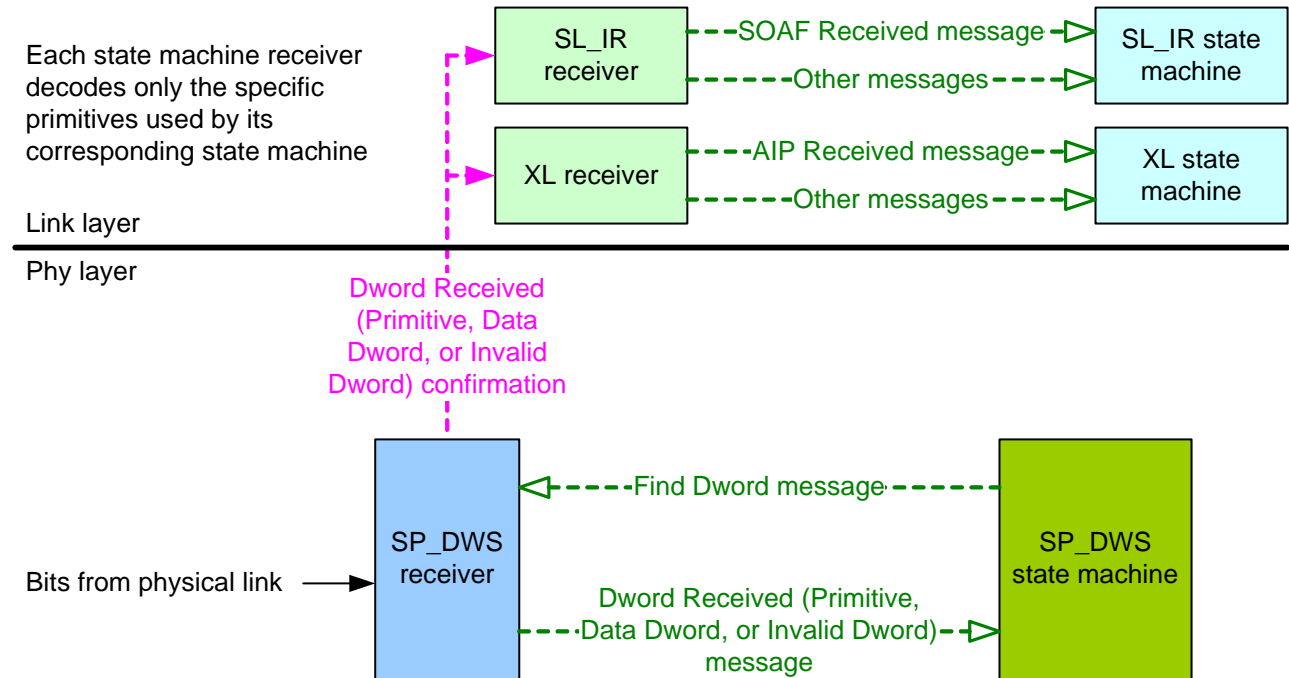 Each state machine receiver
decodes only the specific
primitives used by its
corresponding state machine
SL_IR
receiver
SOAF Received message
Other messages
SL_IR state
machine
XL receiver
AIP Received message
Other messages
XL state
machine
Link layer
Phy layer
Dword Received
(Primitive, Data
Dword, or Invalid
Dword) confirmation
Bits from physical link
SP_DWS
receiver
Find Dword message
Dword Received (Primitive,
Data Dword, or Invalid Dword)
message
SP_DWS
state machine